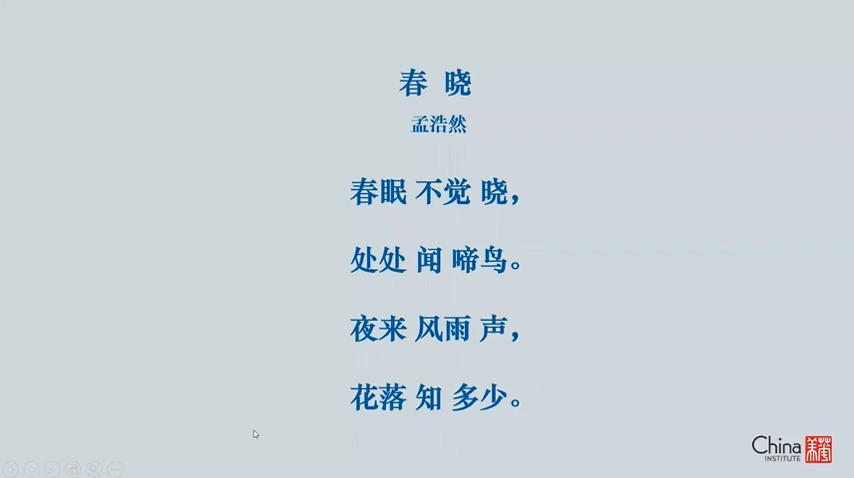 春 晓
孟浩然
春眠 不觉 晓，
处处 闻 啼鸟。
夜来 风雨 声，
花落 知 多少。
China
INSTITUTE